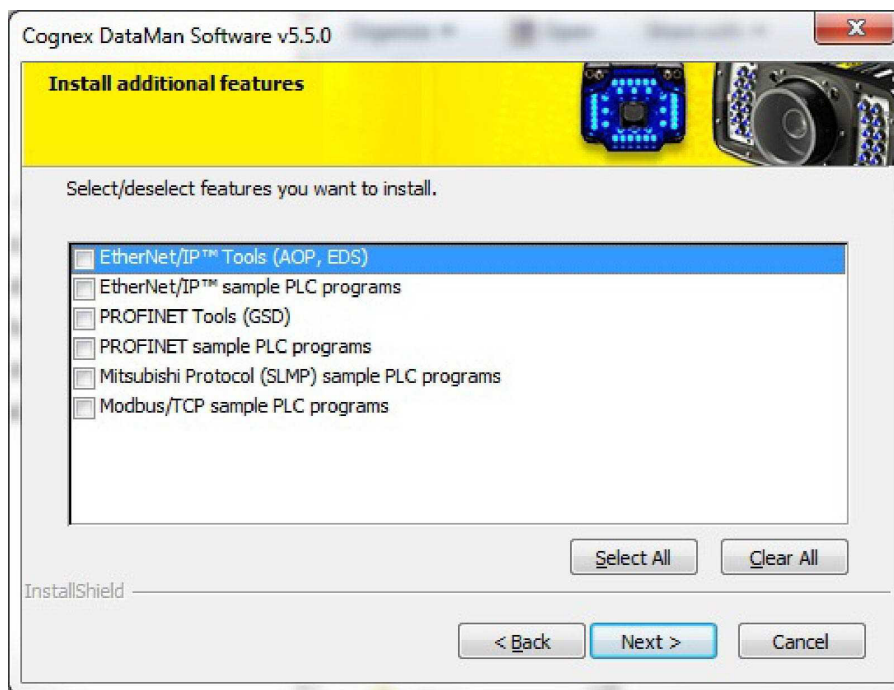 Cognex DataMan Software v5.5.0
Install additional features
Select/deselect features you want to install.
EtherNet/IP™ Tools (AOP, EDS)
EtherNet/IP™ sample PLC programs
PROFINET Tools (GSD)
PROFINET sample PLC programs
Mitsubishi Protocol (SLMP) sample PLC programs
Modbus/TCP sample PLC programs
Select All
Clear All
InstallShield
< Back
Next >
Cancel